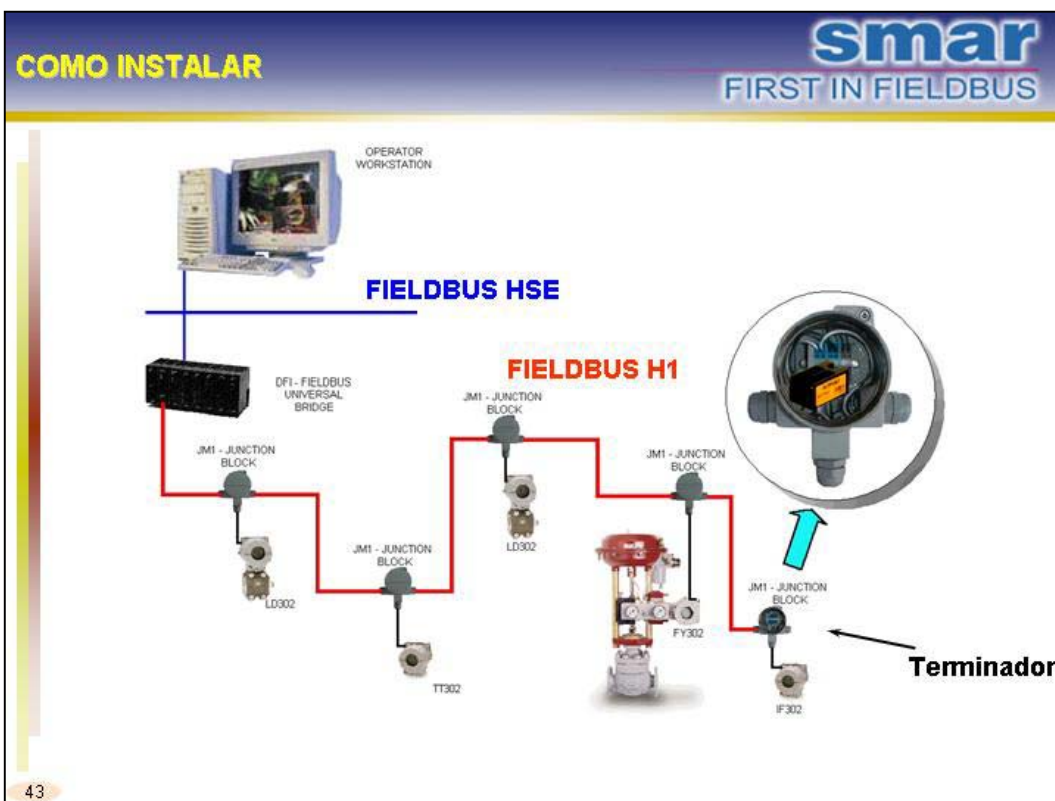 COMO INSTALAR
smar
FIRST IN FIELDBUS
OPERATOR
WORKSTATION
FIELDBUS HSE
DFI - FIELDBUS
UNIVERSAL
BRIDGE
FIELDBUS H1
JM1 - JUNCTION
BLOCK
JM1 - JUNCTION
BLOCK
JM1 - JUNCTION
BLOCK
LD302
JM1 - JUNCTION
BLOCK
LD302
JM1 - JUNCTION
BLOCK
FY302
Terminador
TT302
IF302
43